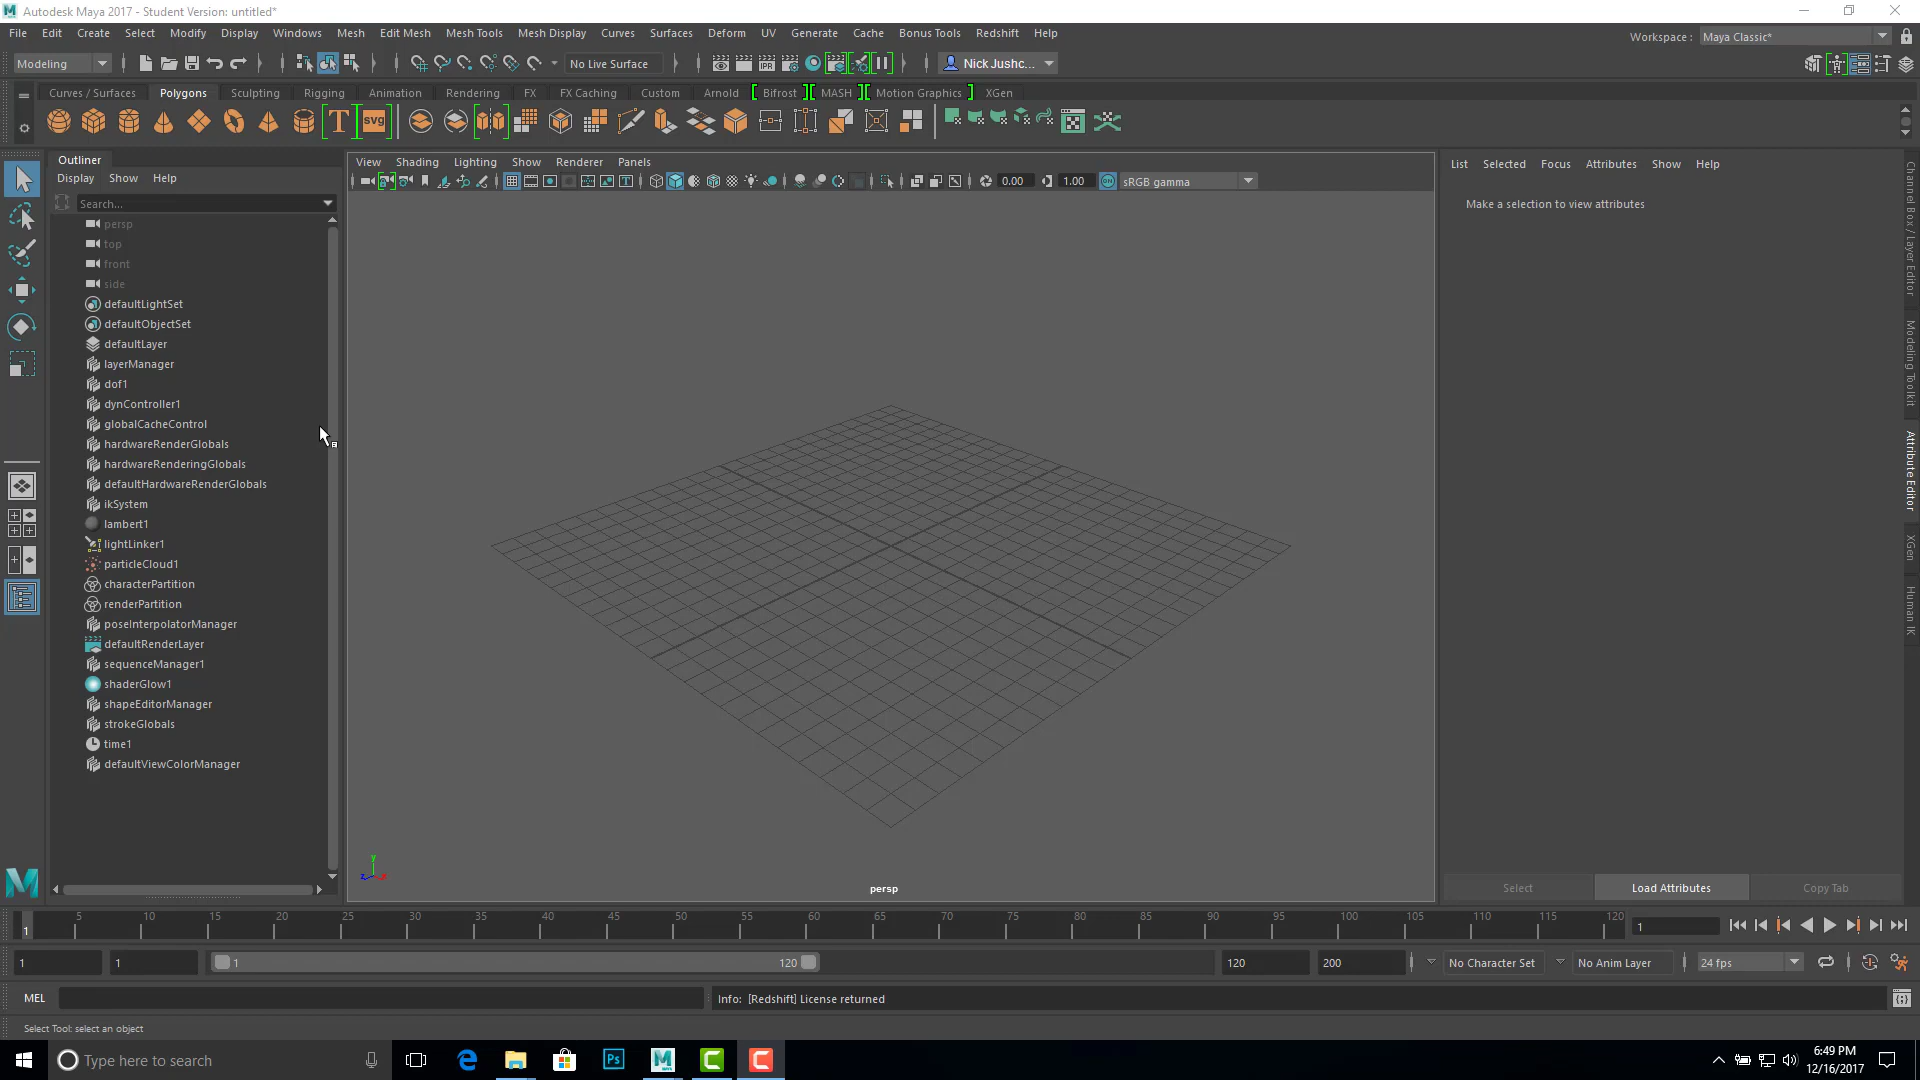 Autodesk Maya 2017 - Student Version: untitled*
File Edit Create Select Modify Display Windows Mesh Edit Mesh Mesh Tools Mesh Display Curves Surfaces Deform UV Generate Cache Bonus Tools Redshift Help
Workspace : Maya Classic*
Modeling No Live Surface Nick Jushc...
Curves / Surfaces Polygons Sculpting Rigging Animation Rendering FX FX Caching Custom Arnold Bifrost MASH Motion Graphics XGen
T svg
Outliner
Display Show Help
Search...
persp
top
front
side
defaultLightSet
defaultObjectSet
defaultLayer
layerManager
dof1
dynController1
globalCacheControl
hardwareRenderGlobals
hardwareRenderingGlobals
defaultHardwareRenderGlobals
ikSystem
lambert1
lightLinker1
particleCloud1
characterPartition
renderPartition
poseInterpolatorManager
defaultRenderLayer
sequenceManager1
shaderGlow1
shapeEditorManager
strokeGlobals
time1
defaultViewColorManager
View Shading Lighting Show Renderer Panels
0.00 1.00 ON sRGB gamma
y
z x
persp
List Selected Focus Attributes Show Help
Make a selection to view attributes
Select Load Attributes Copy Tab
Channel Box / Layer Editor
Modeling Toolkit
Attribute Editor
XGen
Human IK
1 5 10 15 20 25 30 35 40 45 50 55 60 65 70 75 80 85 90 95 100 105 110 115 120 1
1 1 1 120 120 200 No Character Set No Anim Layer 24 fps
MEL Info: [Redshift] License returned
Select Tool: select an object
Type here to search
Ps
MAYA
6:49 PM
12/16/2017